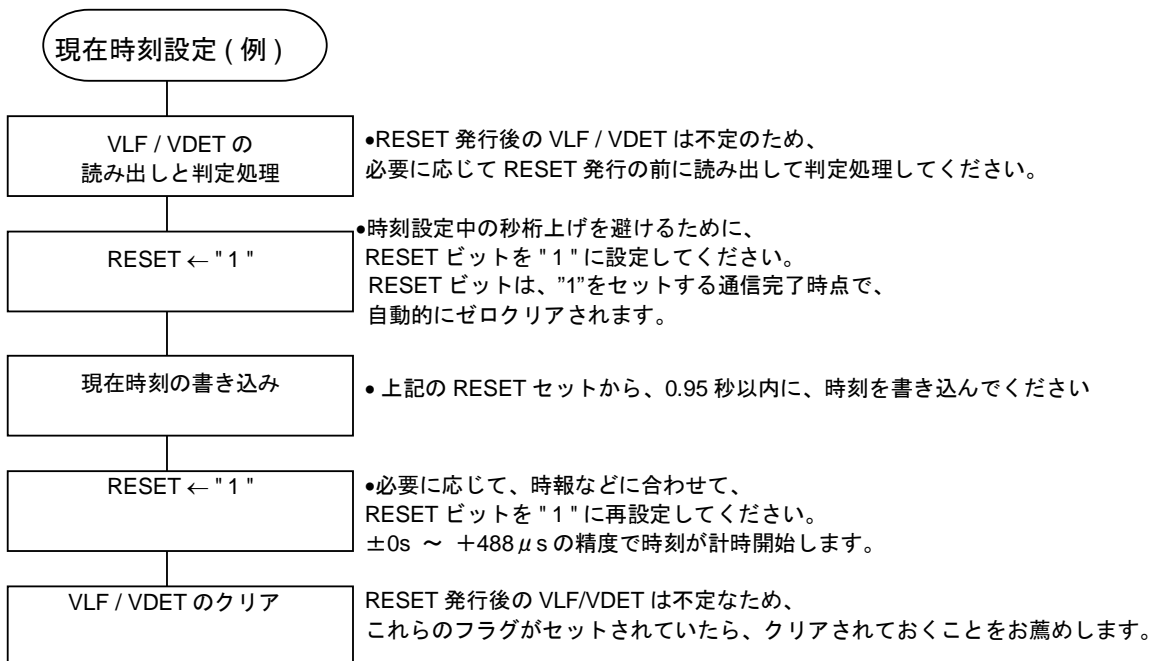 現在時刻設定 ( 例 )
VLF / VDET の
読み出しと判定処理
•RESET 発行後の VLF / VDET は不定のため、
必要に応じて RESET 発行の前に読み出して判定処理してください。
RESET ← " 1 "
•時刻設定中の秒桁上げを避けるために、
RESET ビットを " 1 " に設定してください。
RESET ビットは、”1”をセットする通信完了時点で、
自動的にゼロクリアされます。
現在時刻の書き込み
• 上記の RESET セットから、0.95 秒以内に、時刻を書き込んでください
RESET ← " 1 "
•必要に応じて、時報などに合わせて、
RESET ビットを " 1 " に再設定してください。
±0s ～ +488μs の精度で時刻が計時開始します。
VLF / VDET のクリア
RESET 発行後の VLF/VDET は不定なため、
これらのフラグがセットされていたら、クリアされておくことをお薦めします。